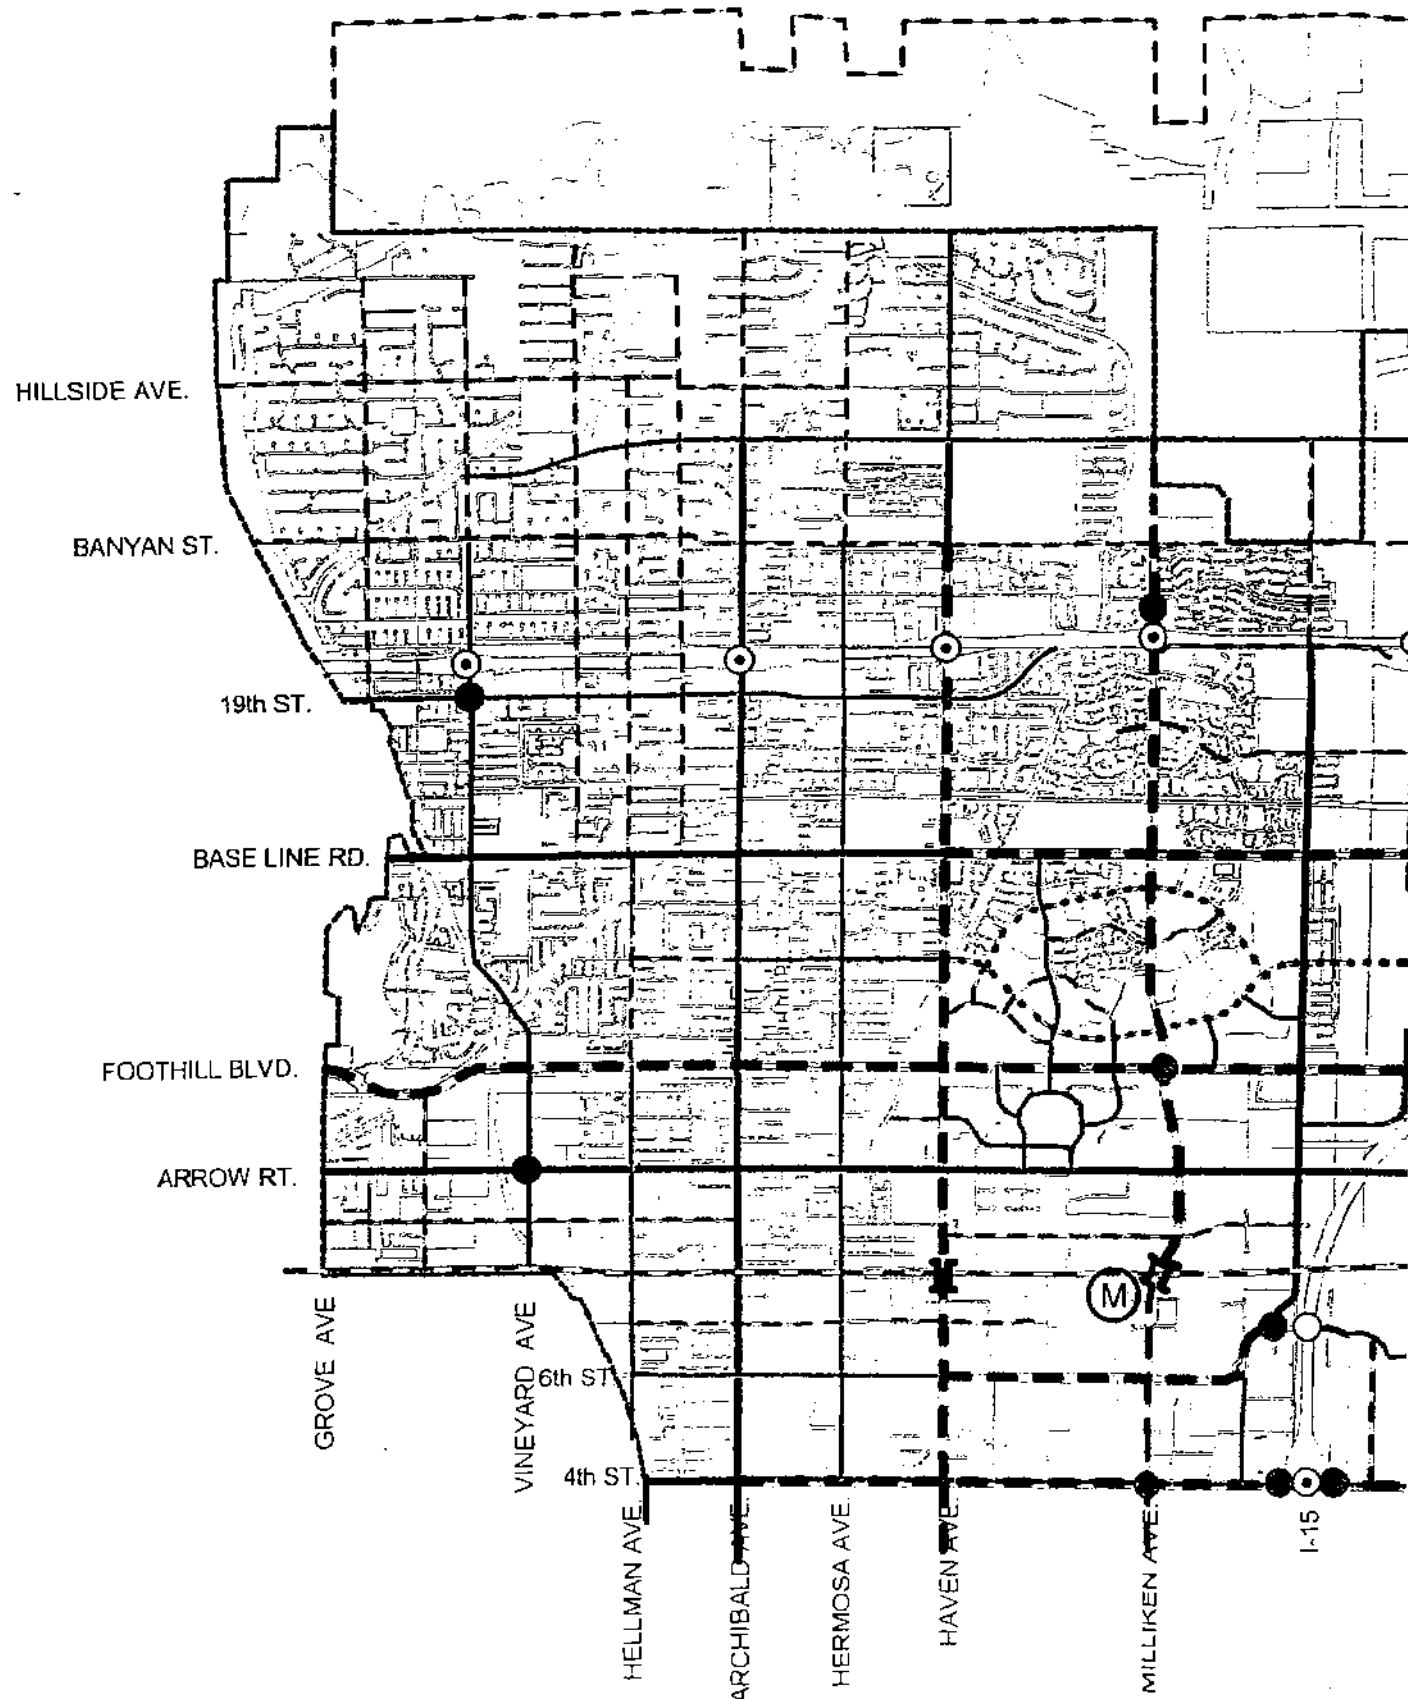 HILLSIDE AVE.
BANYAN ST.
19th ST.
BASE LINE RD.
FOOTHILL BLVD.
ARROW RT.
M
GROVE AVE
VINEYARD AVE
6th ST.
4th ST.
HELLMAN AVE.
ARCHIBALD AVE.
HERMOSA AVE.
HAVEN AVE.
MILLIKEN AVE.
I-15